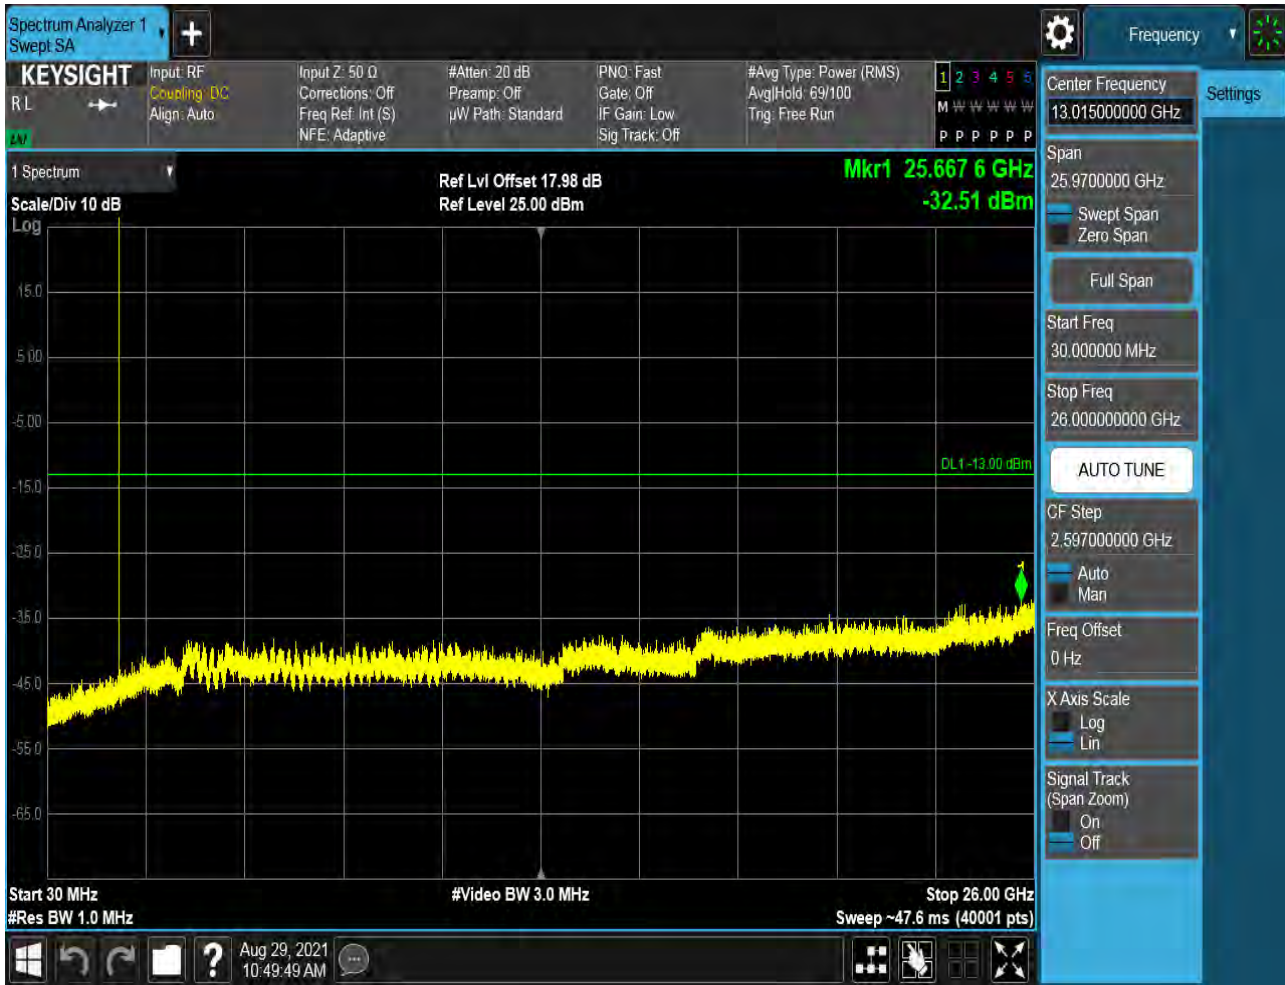 Spectrum Analyzer 1
Swept SA
Frequency
KEYSIGHT
R L
Input: RF
Coupling: DC
Align: Auto
Input Z: 50 Ω
Corrections: Off
Freq Ref: Int (S)
NFE: Adaptive
#Atten: 20 dB
Preamp: Off
µW Path: Standard
PNO: Fast
Gate: Off
IF Gain: Low
Sig Track: Off
#Avg Type: Power (RMS)
Avg|Hold: 69/100
Trig: Free Run
1 2 3 4 5 6
M W W W W W
P P P P P P
1 Spectrum
Scale/Div 10 dB
Log
Ref Lvl Offset 17.98 dB
Ref Level 25.00 dBm
Mkr1 25.667 6 GHz
-32.51 dBm
15.0
5.00
-5.00
DL1 -13.00 dBm
-15.0
-25.0
1
-35.0
-45.0
-55.0
-65.0
Start 30 MHz
#Res BW 1.0 MHz
#Video BW 3.0 MHz
Stop 26.00 GHz
Sweep ~47.6 ms (40001 pts)
Aug 29, 2021
10:49:49 AM
Settings
Center Frequency
13.015000000 GHz
Span
25.9700000 GHz
Swept Span
Zero Span
Full Span
Start Freq
30.000000 MHz
Stop Freq
26.000000000 GHz
AUTO TUNE
CF Step
2.597000000 GHz
Auto
Man
Freq Offset
0 Hz
X Axis Scale
Log
Lin
Signal Track
(Span Zoom)
On
Off